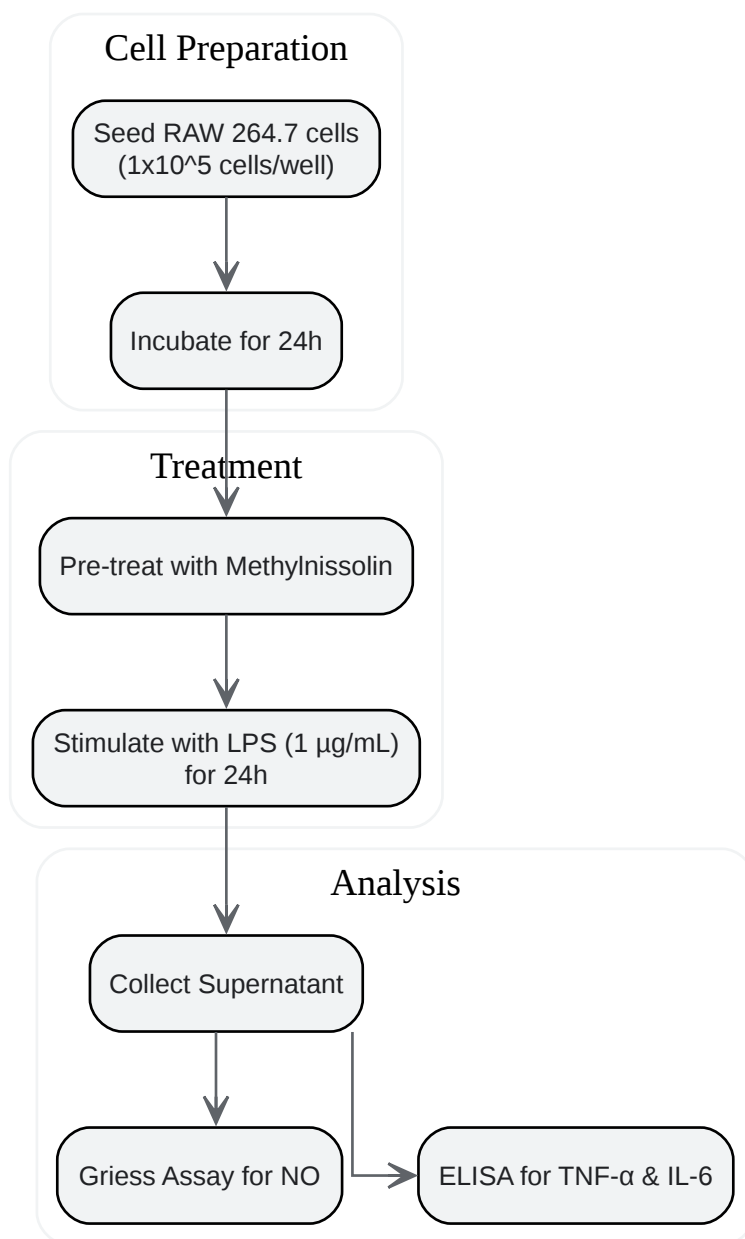 Cell Preparation
Seed RAW 264.7 cells
(1x10^5 cells/well)
Incubate for 24h
Treatment
Pre-treat with Methylnissolin
Stimulate with LPS (1 µg/mL)
for 24h
Analysis
Collect Supernatant
Griess Assay for NO
ELISA for TNF-α & IL-6